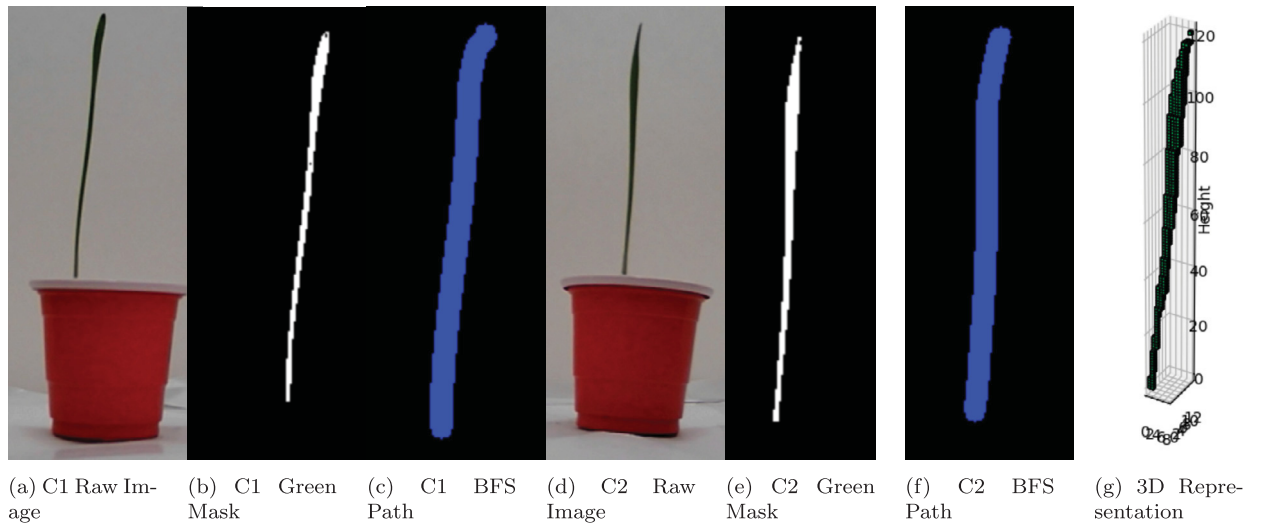 120
100
80
60
Height
40
20
0
(a) C1 Raw Im-
age
(b) C1 Green
Mask
(c) C1 BFS
Path
(d) C2 Raw
Image
(e) C2 Green
Mask
(f) C2 BFS
Path
(g) 3D Repre-
sentation